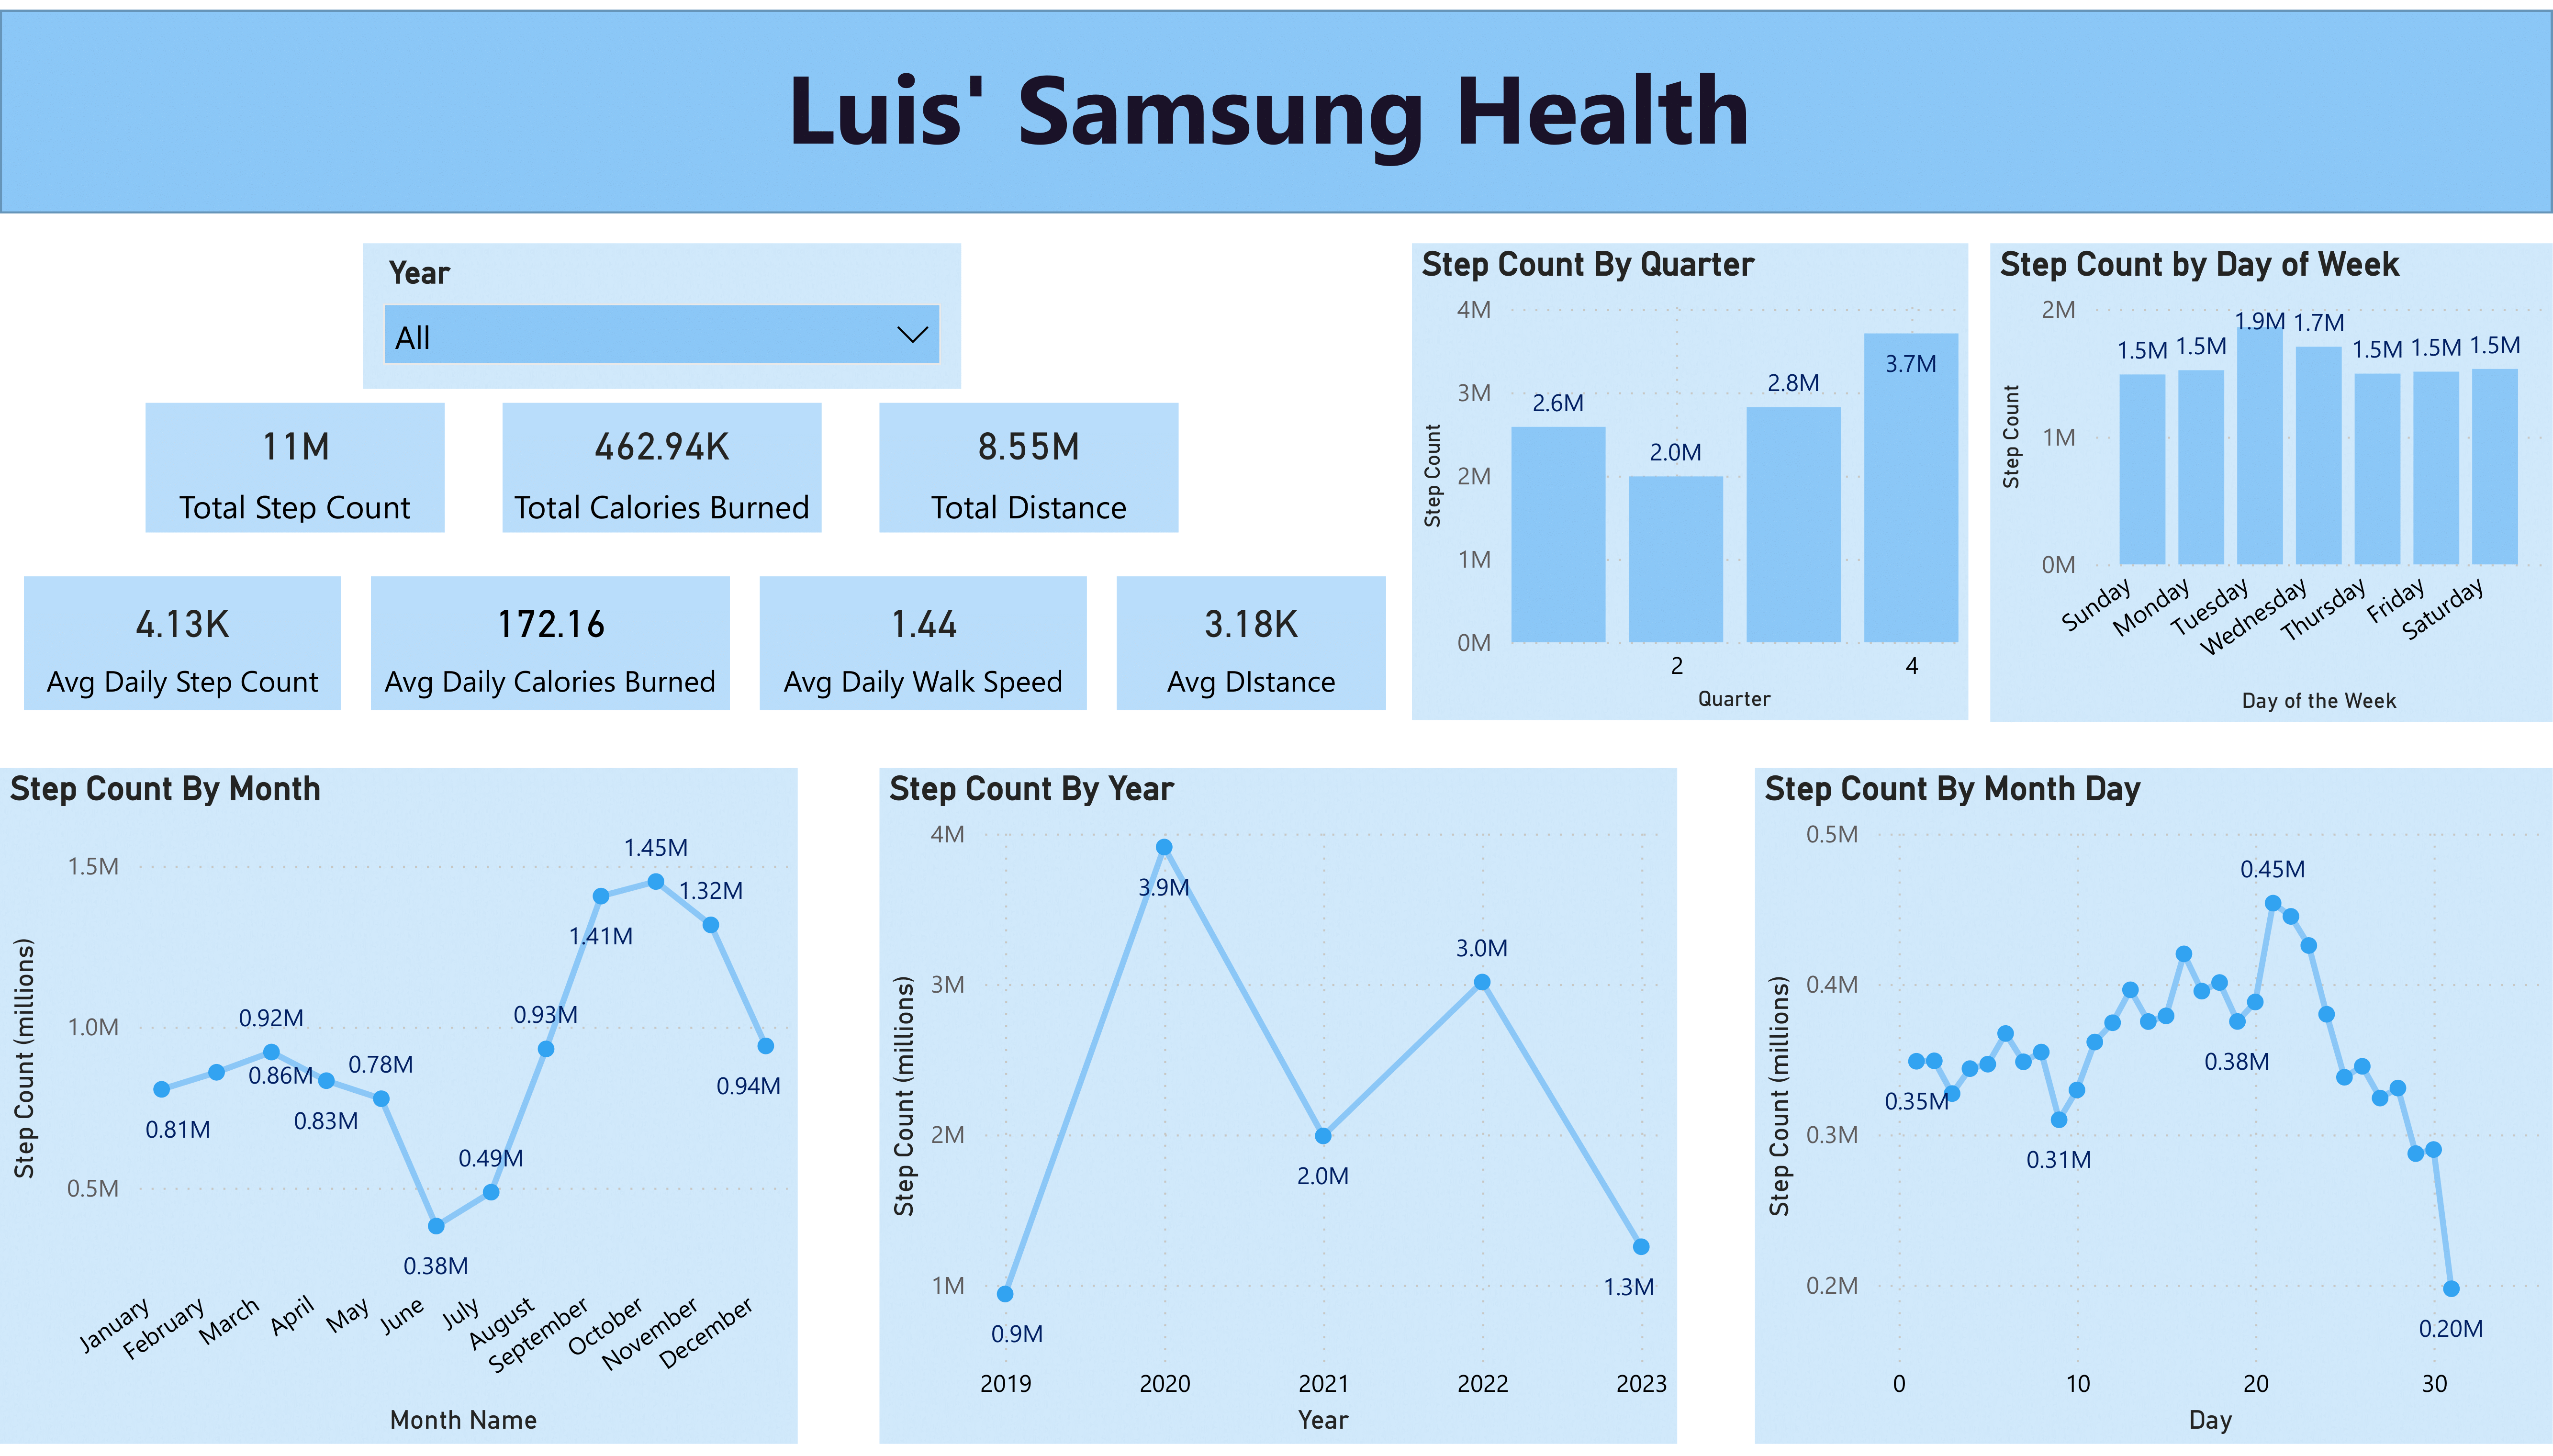 Luis' Samsung Health
Year
All
11M
Total Step Count
462.94K
Total Calories Burned
8.55M
Total Distance
4.13K
Avg Daily Step Count
172.16
Avg Daily Calories Burned
1.44
Avg Daily Walk Speed
3.18K
Avg DIstance
Step Count By Quarter
Step Count
4M
3M
2M
1M
0M
2.6M
2.0M
2.8M
3.7M
2
4
Quarter
Step Count by Day of Week
Step Count
2M
1M
0M
1.5M
1.5M
1.9M
1.7M
1.5M
1.5M
1.5M
Sunday
Monday
Tuesday
Wednesday
Thursday
Friday
Saturday
Day of the Week
Step Count By Month
Step Count (millions)
1.5M
1.0M
0.5M
0.81M
0.86M
0.92M
0.83M
0.78M
0.38M
0.49M
0.93M
1.41M
1.45M
1.32M
0.94M
January
February
March
April
May
June
July
August
September
October
November
December
Month Name
Step Count By Year
Step Count (millions)
4M
3M
2M
1M
0.9M
3.9M
2.0M
3.0M
1.3M
2019
2020
2021
2022
2023
Year
Step Count By Month Day
Step Count (millions)
0.5M
0.4M
0.3M
0.2M
0.35M
0.31M
0.38M
0.45M
0.20M
0
10
20
30
Day